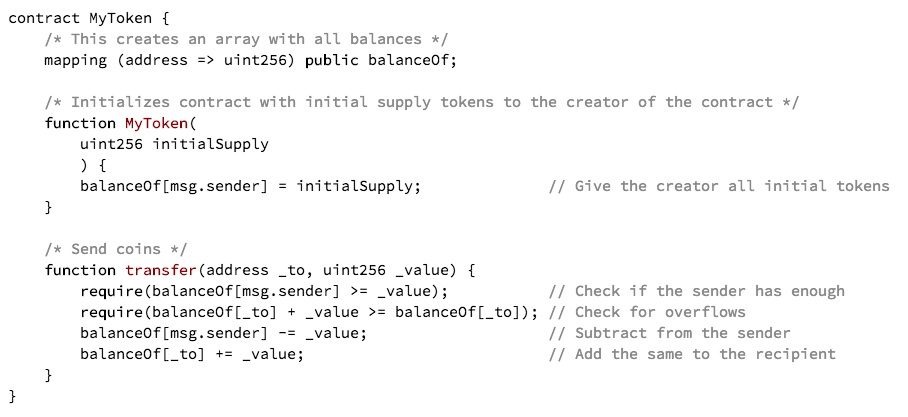 contract MyToken {
    /* This creates an array with all balances */
    mapping (address => uint256) public balanceOf;

    /* Initializes contract with initial supply tokens to the creator of the contract */
    function MyToken(
        uint256 initialSupply
        ) {
        balanceOf[msg.sender] = initialSupply;              // Give the creator all initial tokens
    }

    /* Send coins */
    function transfer(address _to, uint256 _value) {
        require(balanceOf[msg.sender] >= _value);           // Check if the sender has enough
        require(balanceOf[_to] + _value >= balanceOf[_to]); // Check for overflows
        balanceOf[msg.sender] -= _value;                    // Subtract from the sender
        balanceOf[_to] += _value;                           // Add the same to the recipient
    }
}